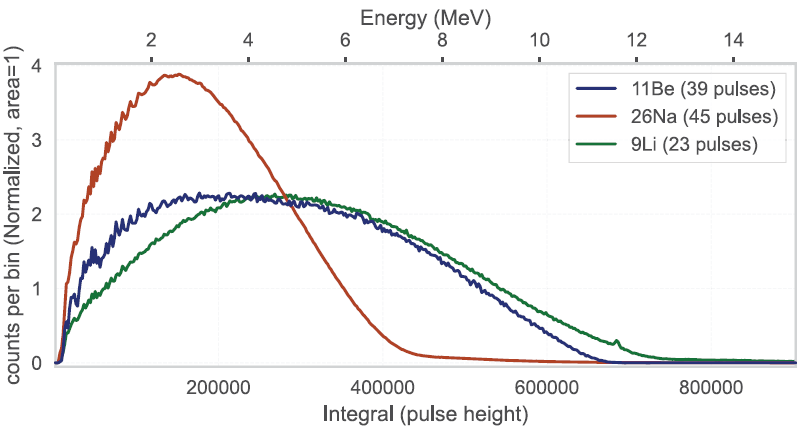 Energy (MeV)
2 4 6 8 10 12 14
counts per bin (Normalized, area=1)
4
3
2
1
0
11Be (39 pulses)
26Na (45 pulses)
9Li (23 pulses)
200000 400000 600000 800000
Integral (pulse height)